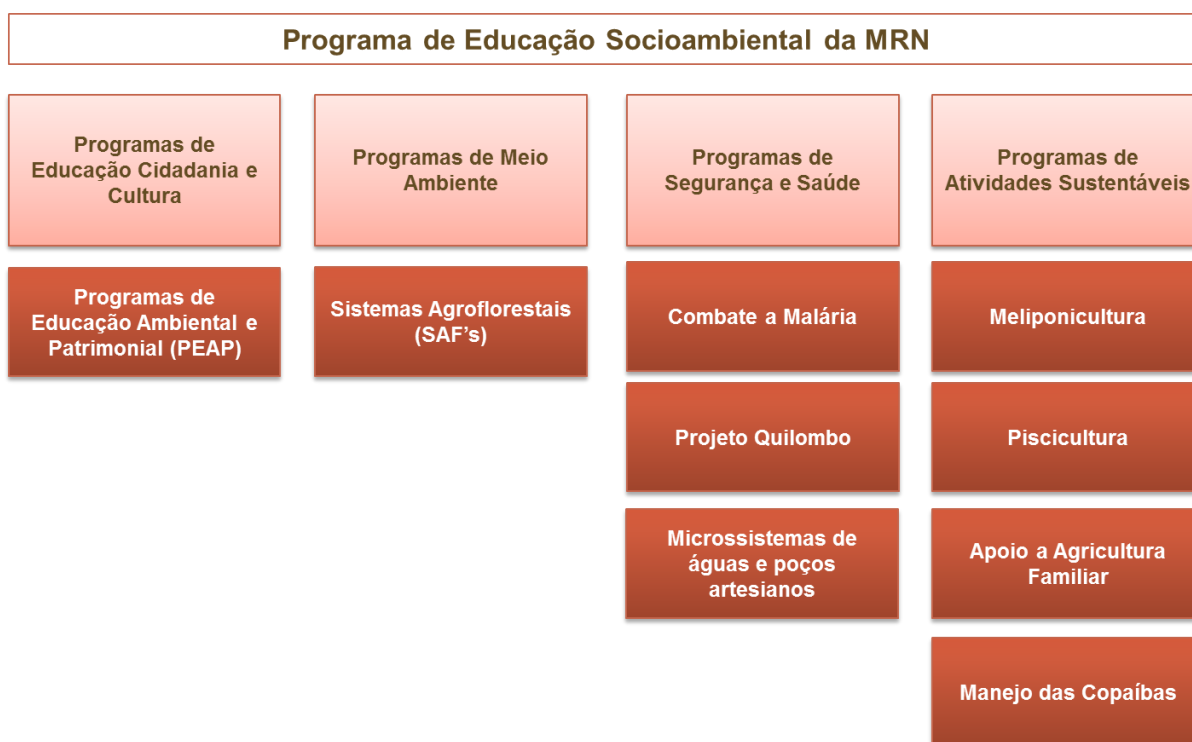 Programa de Educação Socioambiental da MRN
Programas de
Educação Cidadania e
Cultura
Programas de Meio
Ambiente
Programas de
Segurança e Saúde
Programas de
Atividades Sustentáveis
Programas de
Educação Ambiental e
Patrimonial (PEAP)
Sistemas Agroflorestais
(SAF’s)
Combate a Malária
Meliponicultura
Projeto Quilombo
Piscicultura
Microssistemas de
águas e poços
artesianos
Apoio a Agricultura
Familiar
Manejo das Copaíbas